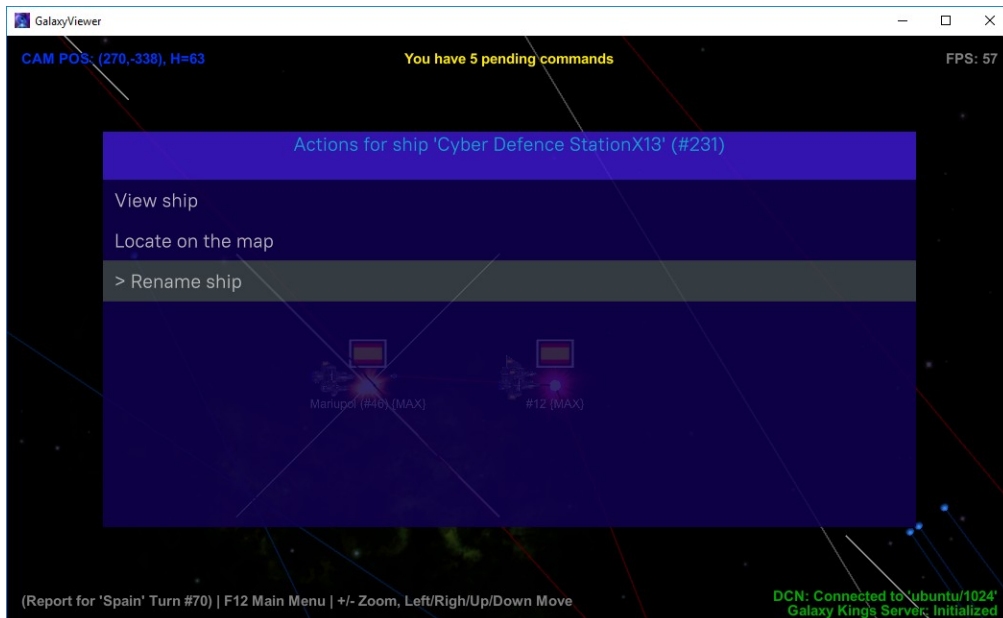 GalaxyViewer
CAM POS: (270,-338), H=63
You have 5 pending commands
FPS: 57
Actions for ship 'Cyber Defence StationX13' (#231)
View ship
Locate on the map
> Rename ship
Mariupol (#46) (MAX)
#12 (MAX)
(Report for 'Spain' Turn #70) | F12 Main Menu | +/- Zoom, Left/Righ/Up/Down Move
DCN: Connected to 'ubuntu/1024'
Galaxy Kings Server: Initialized